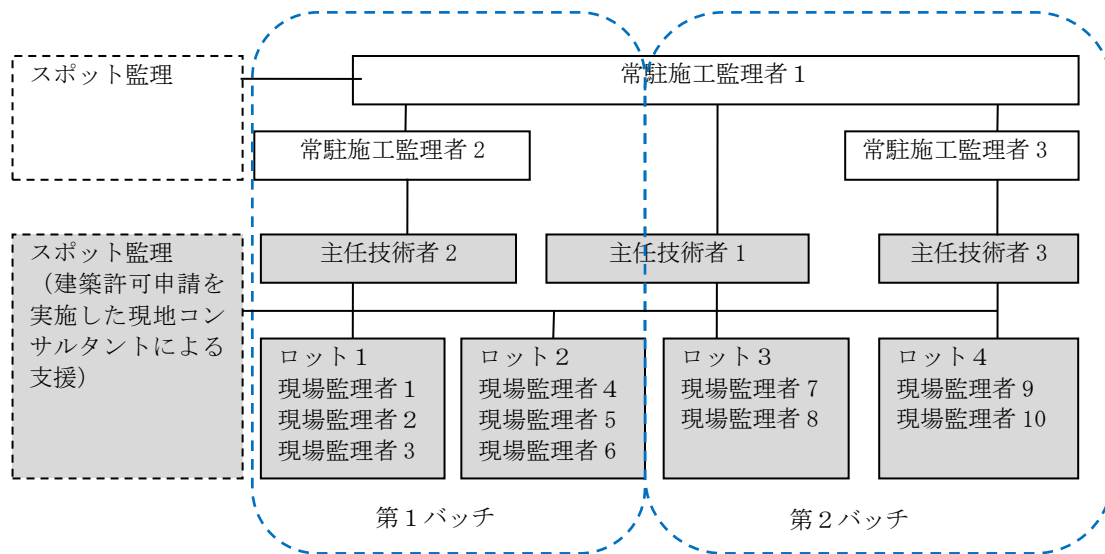 スポット監理
常駐施工監理者1
常駐施工監理者2
常駐施工監理者3
スポット監理
（建築許可申請を
実施した現地コン
サルタントによる
支援）
主任技術者2
主任技術者1
主任技術者3
ロット1
現場監理者1
現場監理者2
現場監理者3
ロット2
現場監理者4
現場監理者5
現場監理者6
ロット3
現場監理者7
現場監理者8
ロット4
現場監理者9
現場監理者10
第1バッチ
第2バッチ